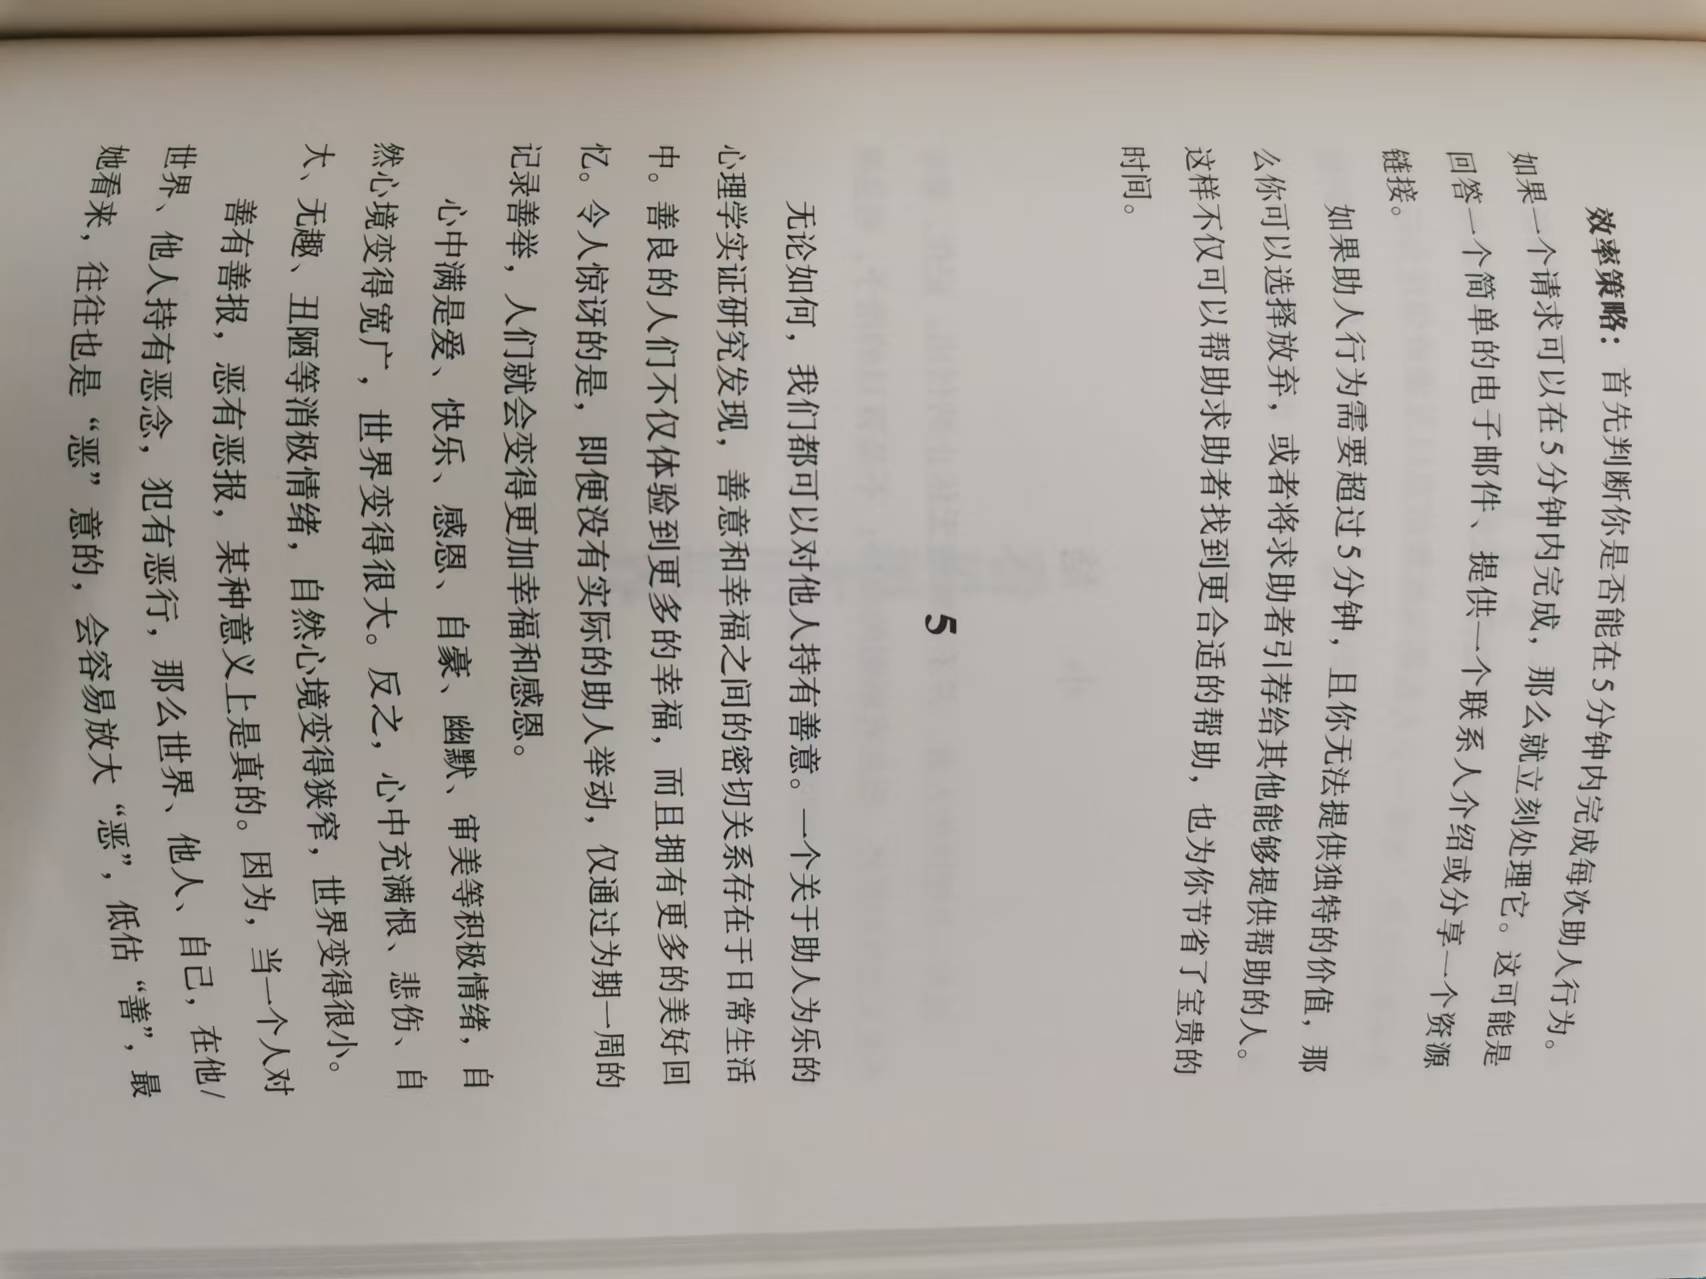 效率策略：首先判断你是否能在5分钟内完成每次助人行为。
如果一个请求可以在5分钟内完成，那么就立刻处理它。这可能是
回答一个简单的电子邮件、提供一个联系人介绍或分享一个资源
链接。
如果助人行为需要超过5分钟，且你无法提供独特的价值，那
么你可以选择放弃，或者将求助者引荐给其他能够提供帮助的人。
这样不仅可以帮助求助者找到更合适的帮助，也为你节省了宝贵的
时间。
5
无论如何，我们都可以对他人持有善意。一个关于助人为乐的
心理学实证研究发现，善意和幸福之间的密切关系存在于日常生活
中。善良的人们不仅体验到更多的幸福，而且拥有更多的美好回
忆。令人惊讶的是，即便没有实际的助人举动，仅通过为期一周的
记录善举，人们就会变得更加幸福和感恩。
心中满是爱、快乐、感恩、自豪、幽默、审美等积极情绪，自
然心境变得宽广，世界变得很大。反之，心中充满恨、悲伤、自
大、无趣、丑陋等消极情绪，自然心境变得狭窄，世界变得很小。
善有善报，恶有恶报，某种意义上是真的。因为，当一个人对
世界、他人持有恶念，犯有恶行，那么世界、他人、自己，在他/
她看来，往往也是“恶”意的，会容易放大“恶”，低估“善”，最